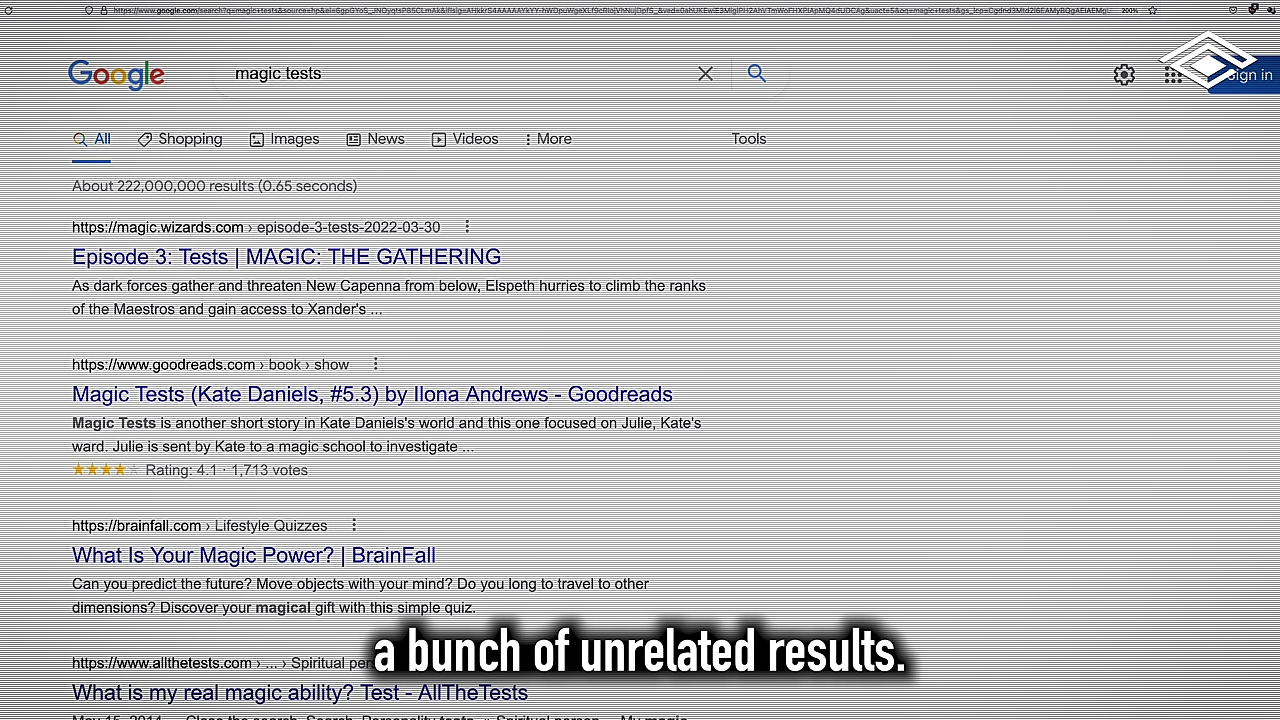 200%
Google
magic tests
Sign in
All
Shopping
Images
News
Videos
More
Tools
About 222,000,000 results (0.65 seconds)
https://magic.wizards.com › episode-3-tests-2022-03-30
Episode 3: Tests | MAGIC: THE GATHERING
As dark forces gather and threaten New Capenna from below, Elspeth hurries to climb the ranks
of the Maestros and gain access to Xander's ...
https://www.goodreads.com › book › show
Magic Tests (Kate Daniels, #5.3) by Ilona Andrews - Goodreads
Magic Tests is another short story in Kate Daniels's world and this one focused on Julie, Kate's
ward. Julie is sent by Kate to a magic school to investigate ...
Rating: 4.1 · 1,713 votes
https://brainfall.com › Lifestyle Quizzes
What Is Your Magic Power? | BrainFall
Can you predict the future? Move objects with your mind? Do you long to travel to other
dimensions? Discover your magical gift with this simple quiz.
a bunch of unrelated results.
https://www.allthetests.com › ... › Spiritual
What is my real magic ability? Test - AllTheTests